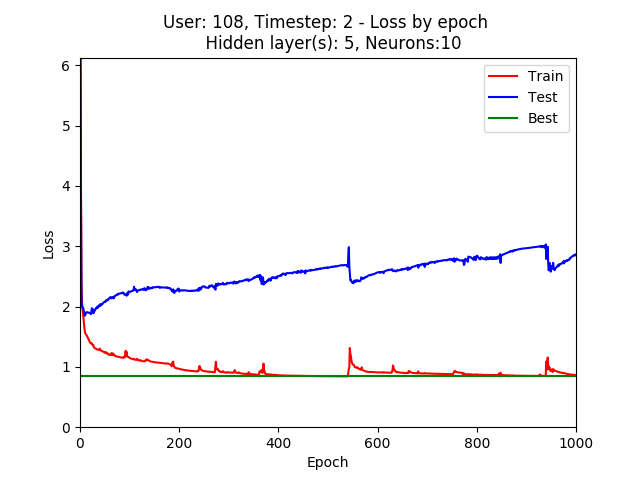 User: 108, Timestep: 2 - Loss by epoch
Hidden layer(s): 5, Neurons:10
6
5
4
3
2
1
0
Loss
Train
Test
Best
0
200
400
600
800
1000
Epoch